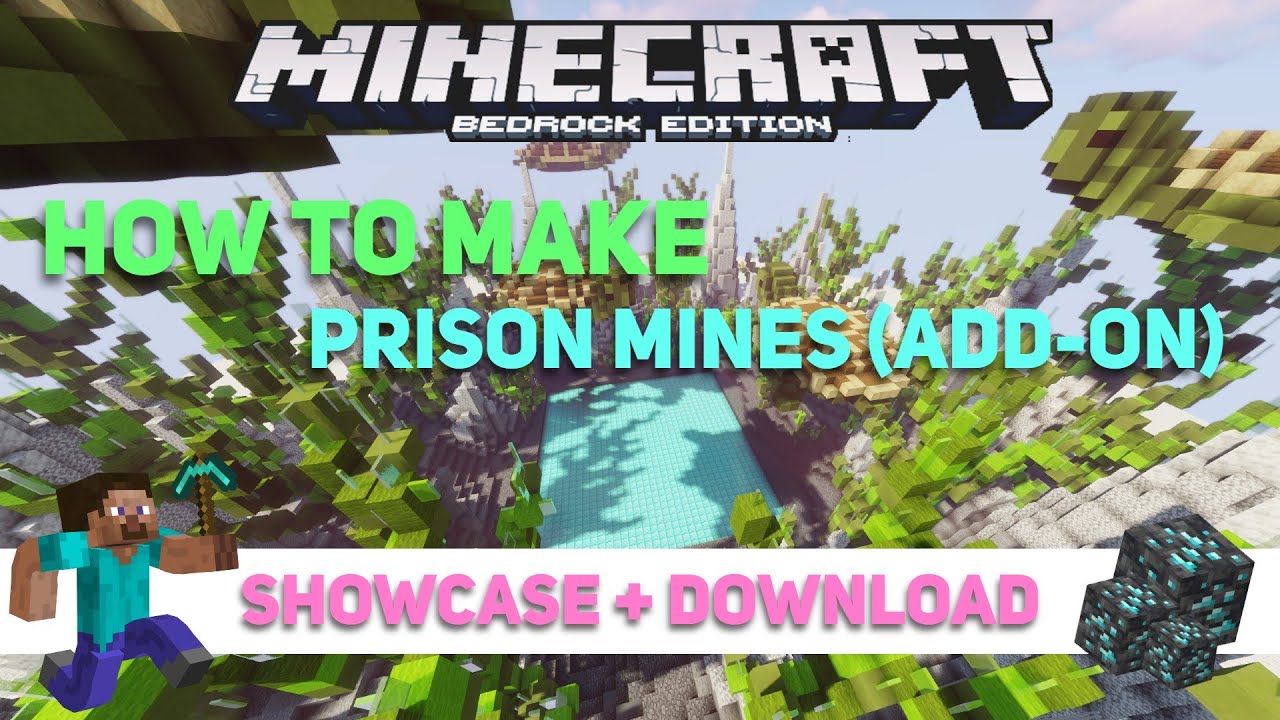 MINECRAFT
BEDROCK EDITION
HOW TO MAKE
PRISON MINES (ADD-ON)
SHOWCASE + DOWNLOAD